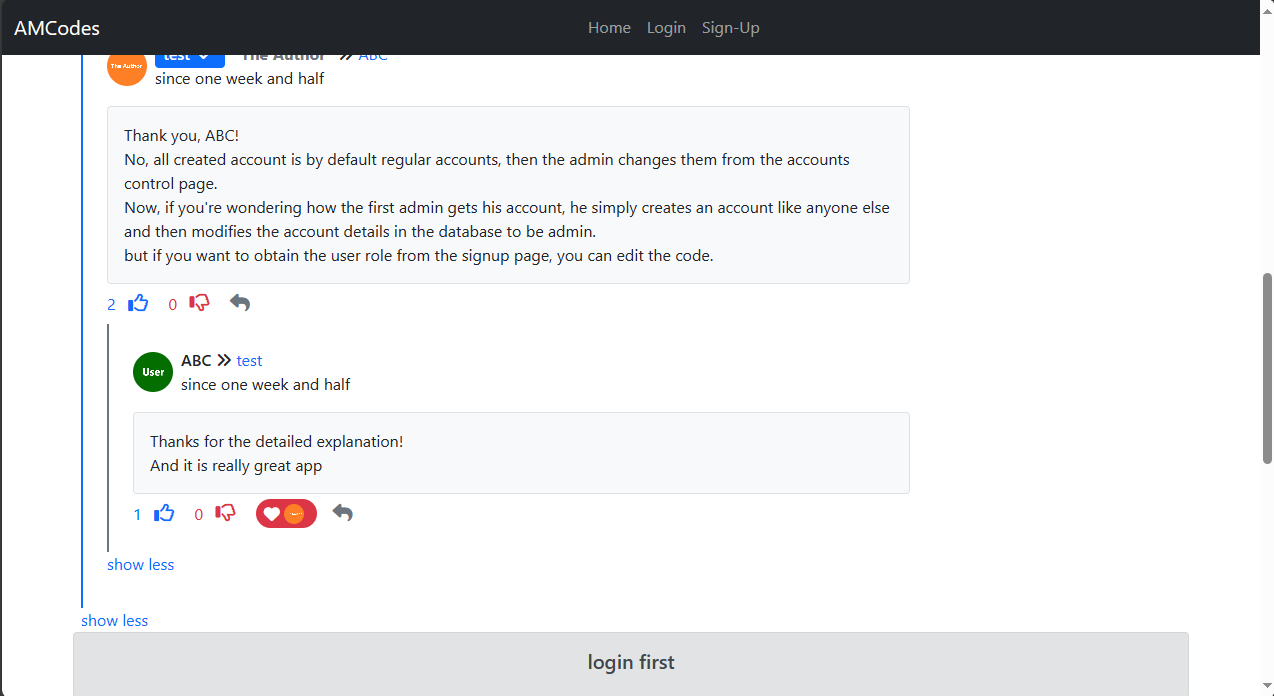 AMCodes
Home Login Sign-Up
The Author
test The Author ABC
since one week and half
Thank you, ABC!
No, all created account is by default regular accounts, then the admin changes them from the accounts
control page.
Now, if you're wondering how the first admin gets his account, he simply creates an account like anyone else
and then modifies the account details in the database to be admin.
but if you want to obtain the user role from the signup page, you can edit the code.
2 0
User
ABC test
since one week and half
Thanks for the detailed explanation!
And it is really great app
1 0
show less
show less
login first